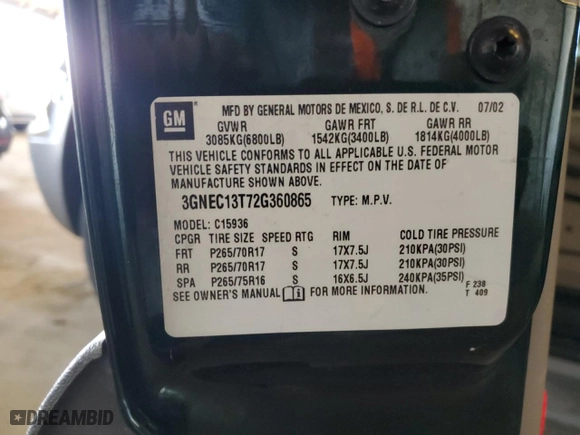 GM
MFD BY GENERAL MOTORS DE MEXICO, S. DE R.L. DE C.V. 07/02
GVWR GAWR FRT GAWR RR
3085KG(6800LB) 1542KG(3400LB) 1814KG(4000LB)
THIS VEHICLE CONFORMS TO ALL APPLICABLE U.S. FEDERAL MOTOR
VEHICLE SAFETY STANDARDS IN EFFECT ON THE DATE OF
MANUFACTURE SHOWN ABOVE.
3GNEC13T72G360865 TYPE: M.P.V.
MODEL: C15936
CPGR TIRE SIZE SPEED RTG RIM COLD TIRE PRESSURE
FRT P265/70R17 S 17X7.5J 210KPA(30PSI)
RR P265/70R17 S 17X7.5J 210KPA(30PSI)
SPA P265/75R16 S 16X6.5J 240KPA(35PSI)
SEE OWNER'S MANUAL FOR MORE INFORMATION.
F 238
T 409
DREAMBID